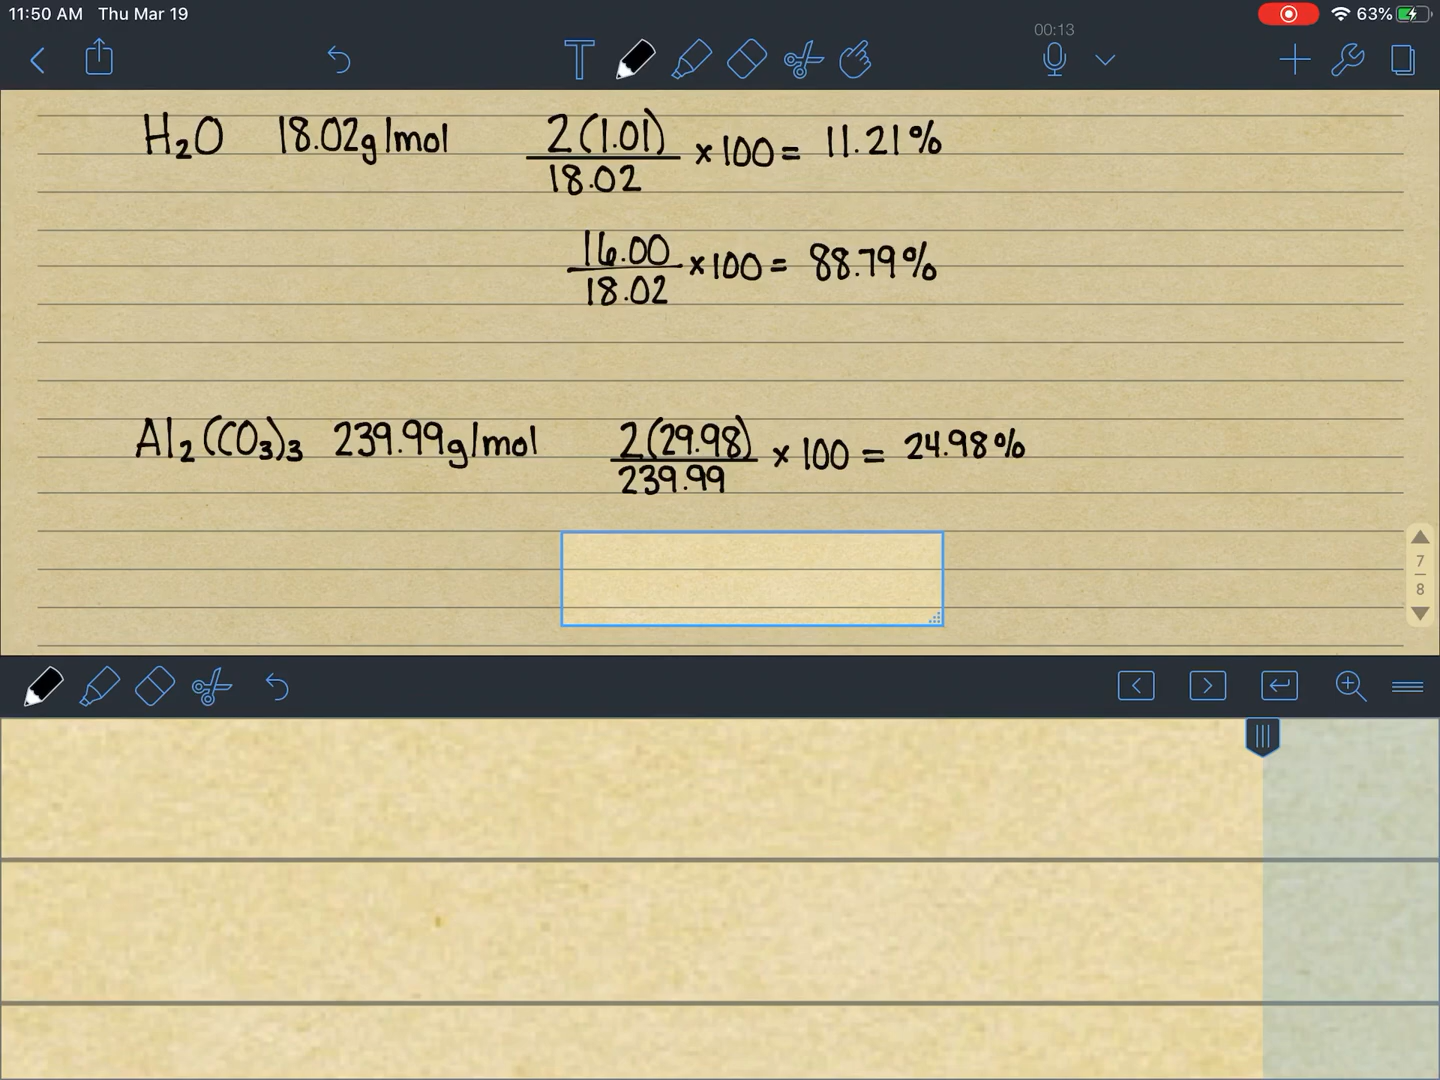 11:50 AM Thu Mar 19 63%
00:13
T
H₂O 18.02g/mol 2(1.01)/18.02 × 100 = 11.21%
16.00/18.02 × 100 = 88.79%
Al₂(CO₃)₃ 239.99g/mol 2(29.98)/239.99 × 100 = 24.98%
7
8